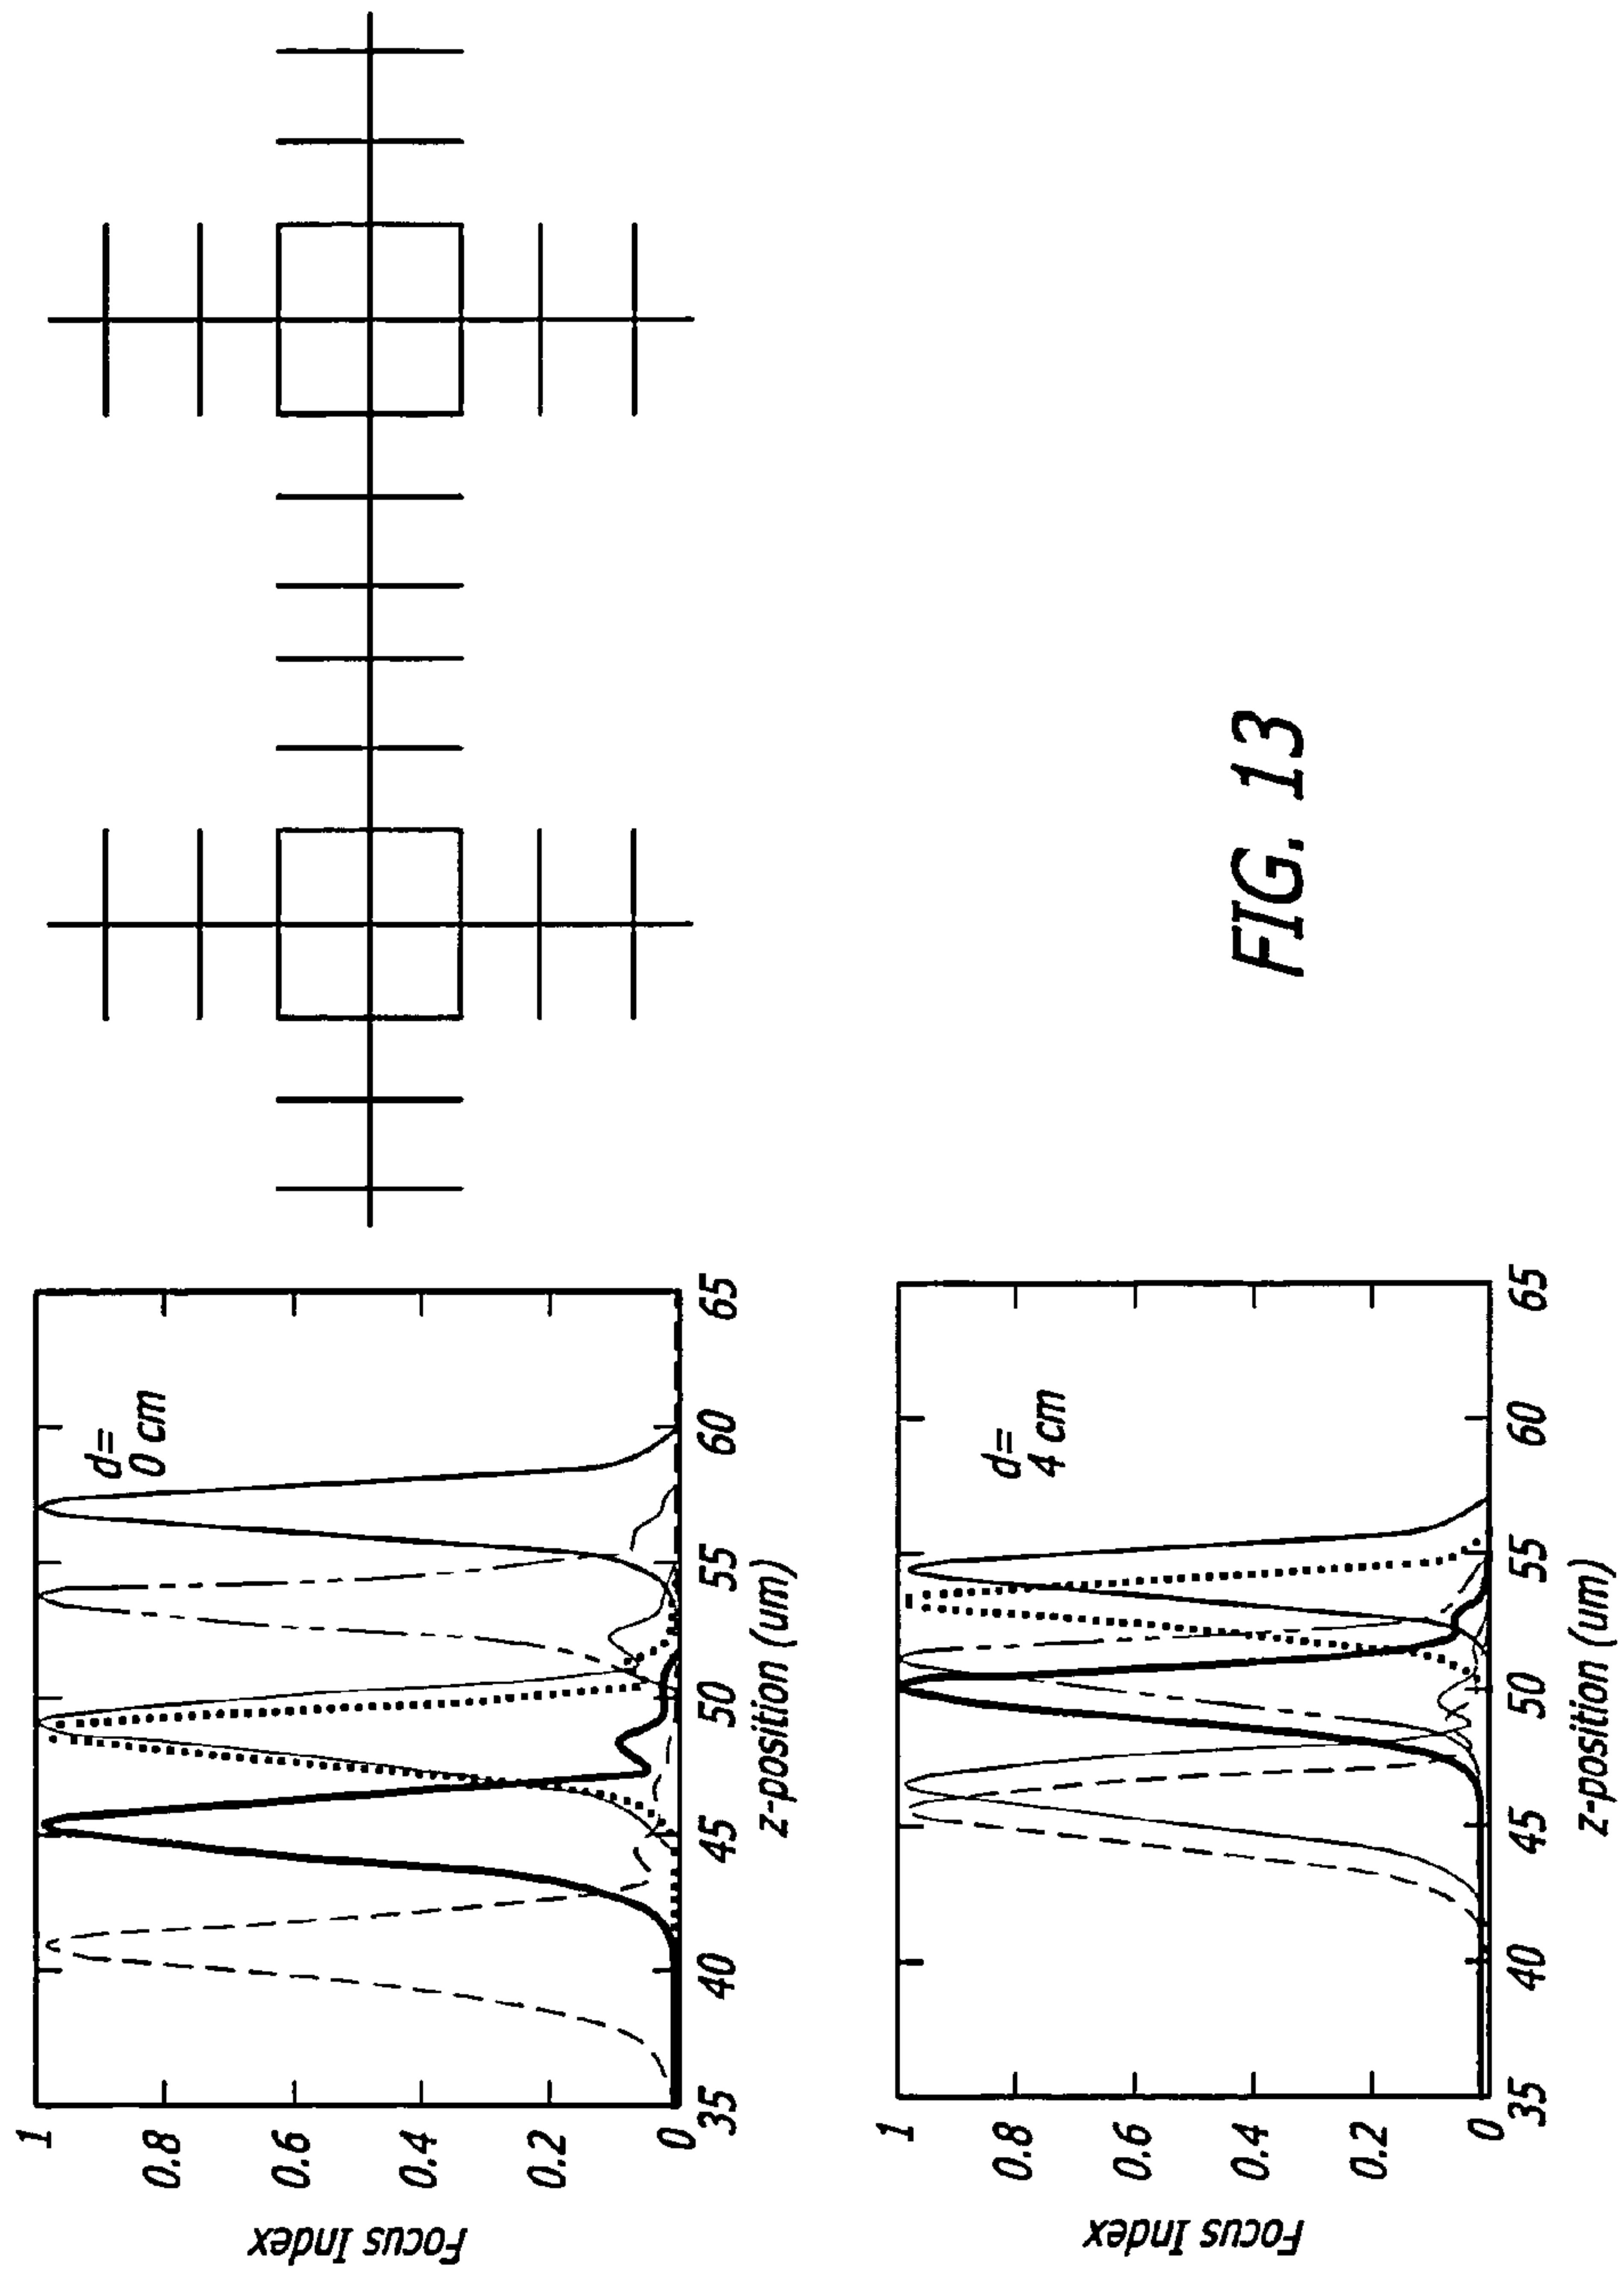 Focus Index
1
0.8
0.6
0.4
0.2
0
d=
0 cm
35 40 45 50 55 60 65
z-position (um)
Focus Index
1
0.8
0.6
0.4
0.2
0
d=
4 cm
35 40 45 50 55 60 65
z-position (um)
FIG. 13